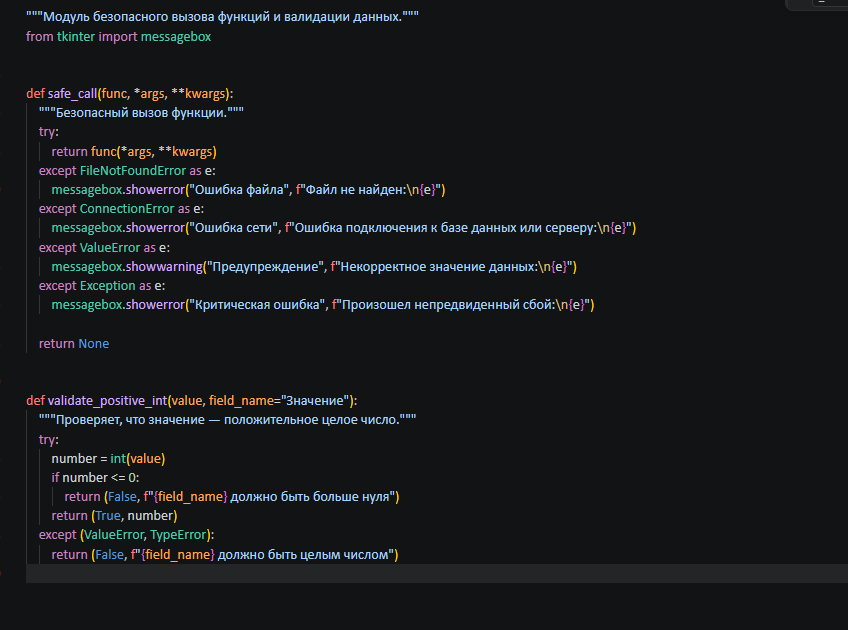 """Модуль безопасного вызова функций и валидации данных."""
from tkinter import messagebox
def safe_call(func, *args, **kwargs):
"""Безопасный вызов функции."""
try:
return func(*args, **kwargs)
except FileNotFoundError as e:
messagebox.showerror("Ошибка файла", f"Файл не найден:\n{e}")
except ConnectionError as e:
messagebox.showerror("Ошибка сети", f"Ошибка подключения к базе данных или серверу:\n{e}")
except ValueError as e:
messagebox.showwarning("Предупреждение", f"Некорректное значение данных:\n{e}")
except Exception as e:
messagebox.showerror("Критическая ошибка", f"Произошел непредвиденный сбой:\n{e}")
return None
def validate_positive_int(value, field_name="Значение"):
"""Проверяет, что значение — положительное целое число."""
try:
number = int(value)
if number <= 0:
return (False, f"{field_name} должно быть больше нуля")
return (True, number)
except (ValueError, TypeError):
return (False, f"{field_name} должно быть целым числом")